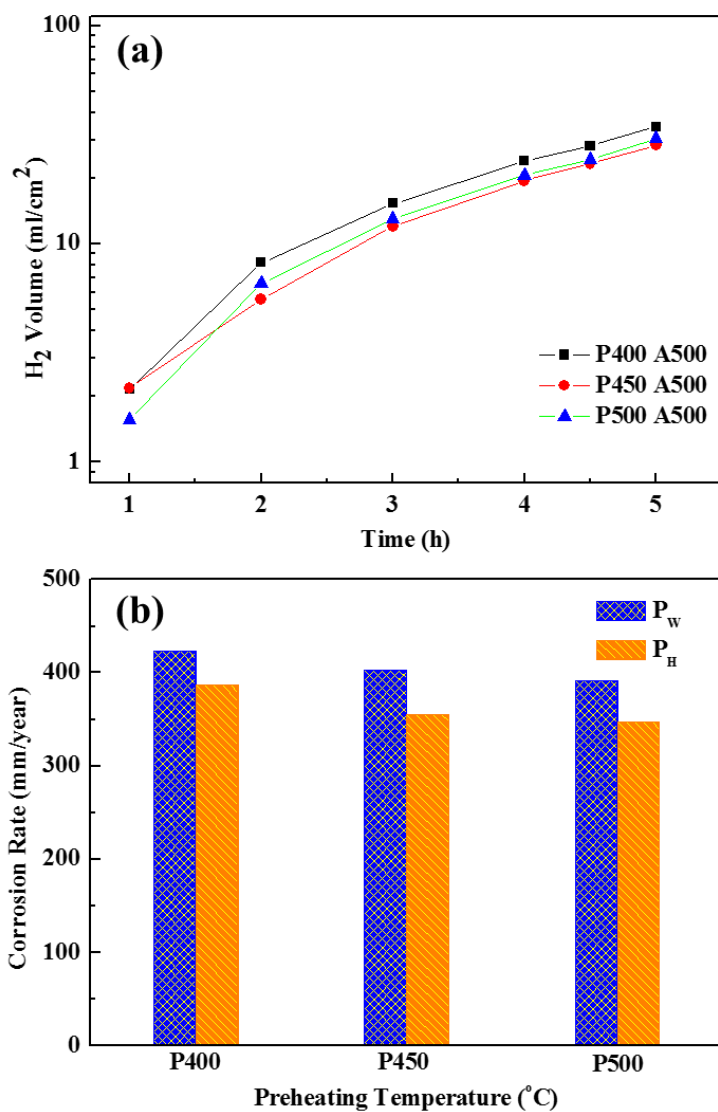 (a)
100
10
1
H2 Volume (ml/cm2)
P400 A500
P450 A500
P500 A500
1 2 3 4 5
Time (h)
(b)
500
400
300
200
100
0
Corrosion Rate (mm/year)
PW
PH
P400 P450 P500
Preheating Temperature (°C)